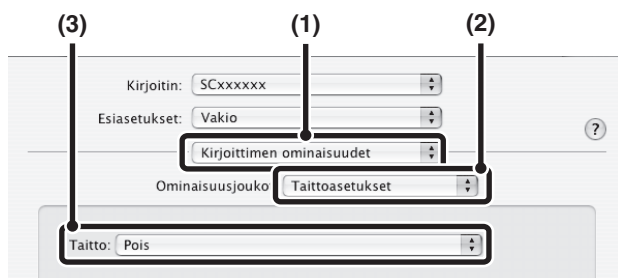 (3) (1) (2)
Kirjoitin: SCxxxxxx
Esiasetukset: Vakio
?
Kirjoittimen ominaisuudet
Ominaisuusjouko Taittoasetukset
Taitto: Pois